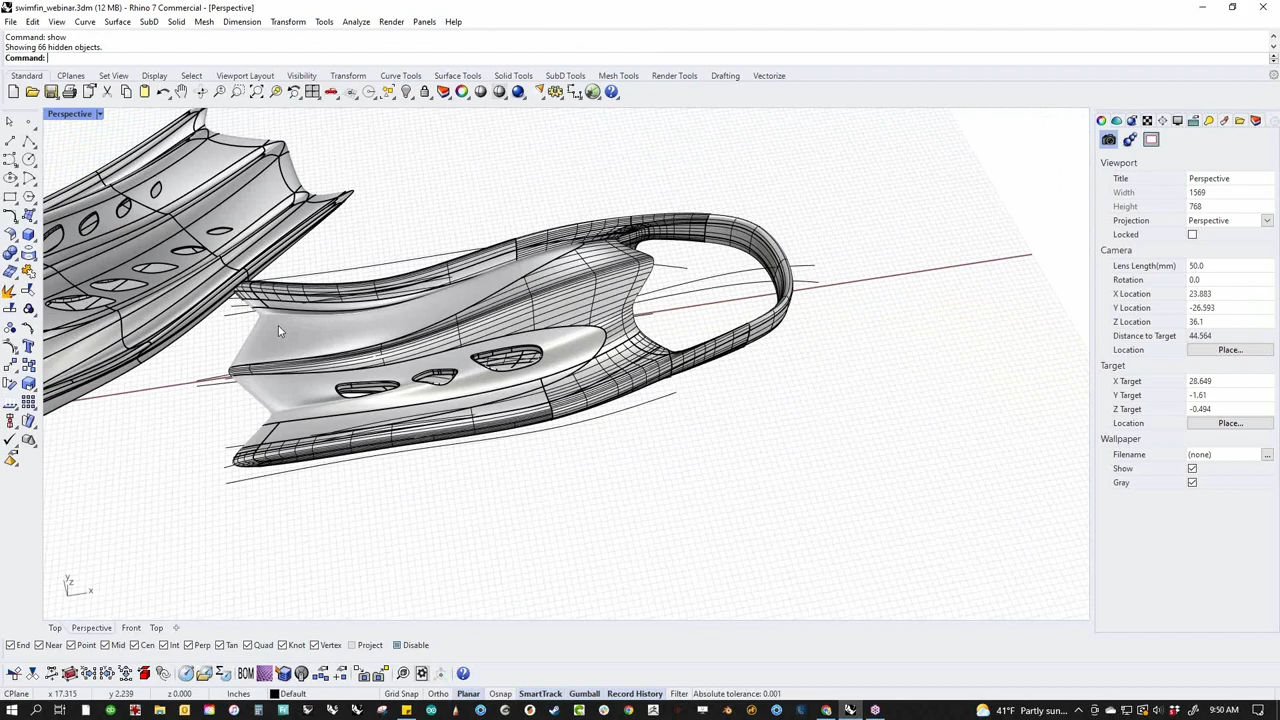 swimfin_webinar.3dm (12 MB) - Rhino 7 Commercial - [Perspective]
File Edit View Curve Surface SubD Solid Mesh Dimension Transform Tools Analyze Render Panels Help
Command: show
Showing 66 hidden objects.
Command:
Standard CPlanes Set View Display Select Viewport Layout Visibility Transform Curve Tools Surface Tools Solid Tools SubD Tools Mesh Tools Render Tools Drafting Vectorize
Perspective
Viewport
Title Perspective
Width 1569
Height 768
Projection Perspective
Locked
Camera
Lens Length(mm) 50.0
Rotation 0.0
X Location 23.883
Y Location -26.593
Z Location 36.1
Distance to Target 44.564
Location Place...
Target
X Target 28.649
Y Target -1.61
Z Target -0.494
Location Place...
Wallpaper
Filename (none) ...
Show
Gray
y
z
x
Top Perspective Front Top
End Near Point Mid Cen Int Perp Tan Quad Knot Vertex Project Disable
BOM
CPlane x 17.315 y 2.239 z 0.000 Inches Default Grid Snap Ortho Planar Osnap SmartTrack Gumball Record History Filter Absolute tolerance: 0.001
41°F Partly sun... 9:50 AM